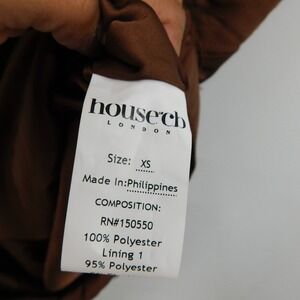 house of cb
LONDON
Size: XS
Made In:Philippines
COMPOSITION:
RN#150550
100% Polyester
Lining 1
95% Polyester